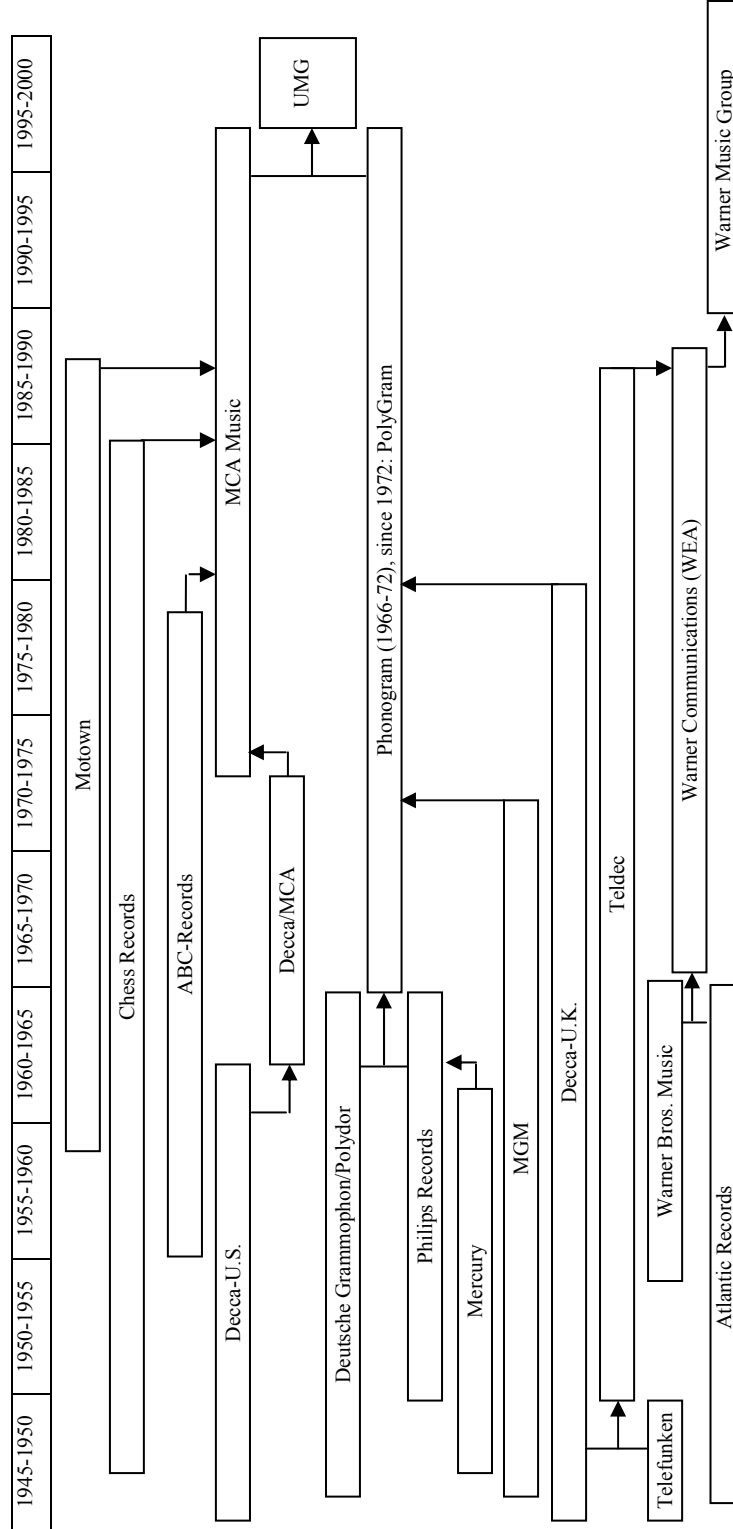 1945-1950
1950-1955
1955-1960
1960-1965
1965-1970
1970-1975
1975-1980
1980-1985
1985-1990
1990-1995
1995-2000
Motown
Chess Records
ABC-Records
Decca-U.S.
MCA Music
Decca/MCA
UMG
Deutsche Grammophon/Polydor
Phonogram (1966-72), since 1972: PolyGram
Philips Records
Mercury
MGM
Decca-U.K.
Teldec
Telefunken
Warner Bros. Music
Warner Communications (WEA)
Atlantic Records
Warner Music Group